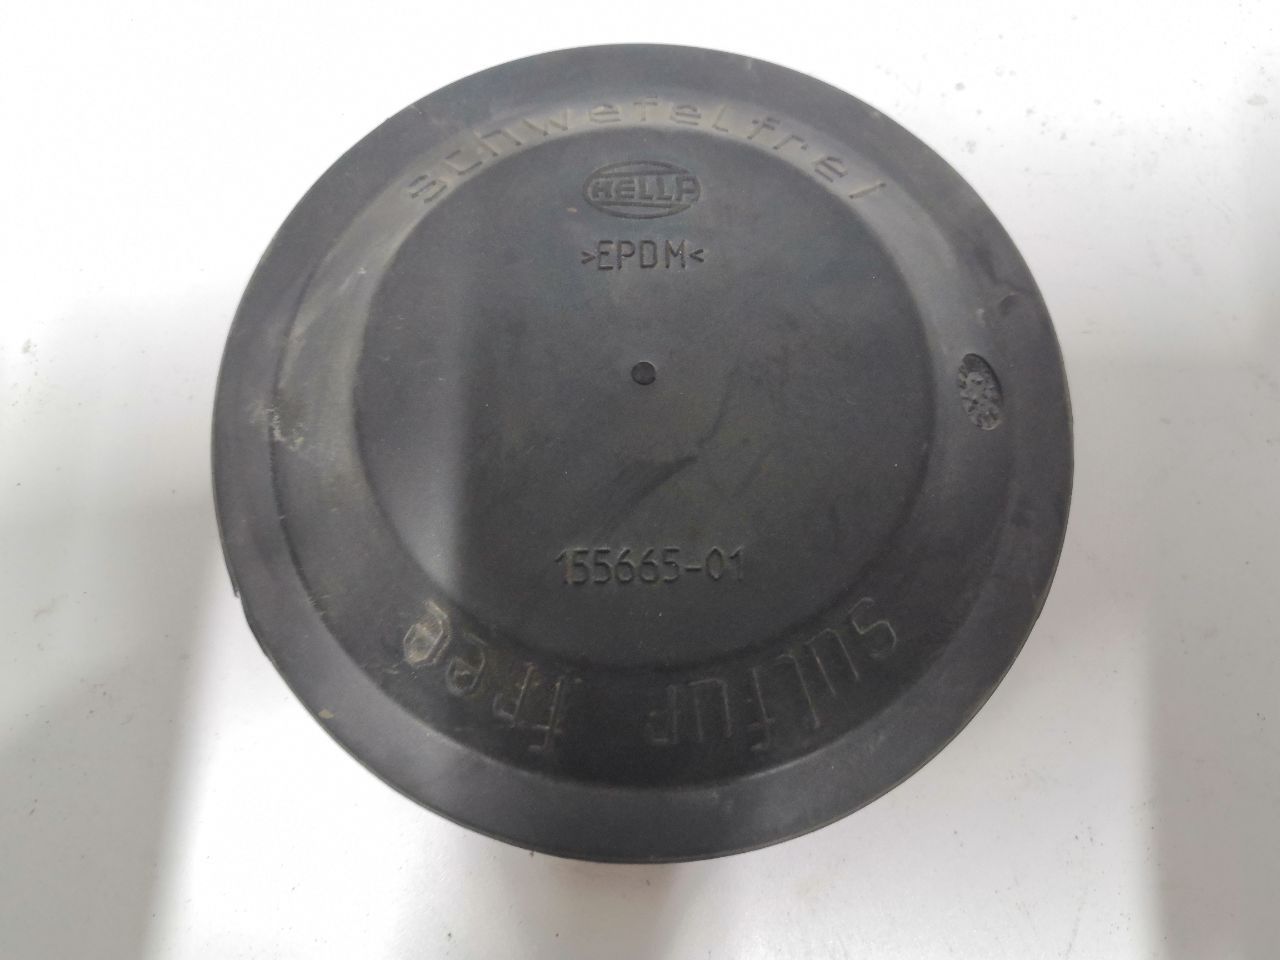 schwefelfrei
HELLA
>EPDM<
155665-01
sulfur free